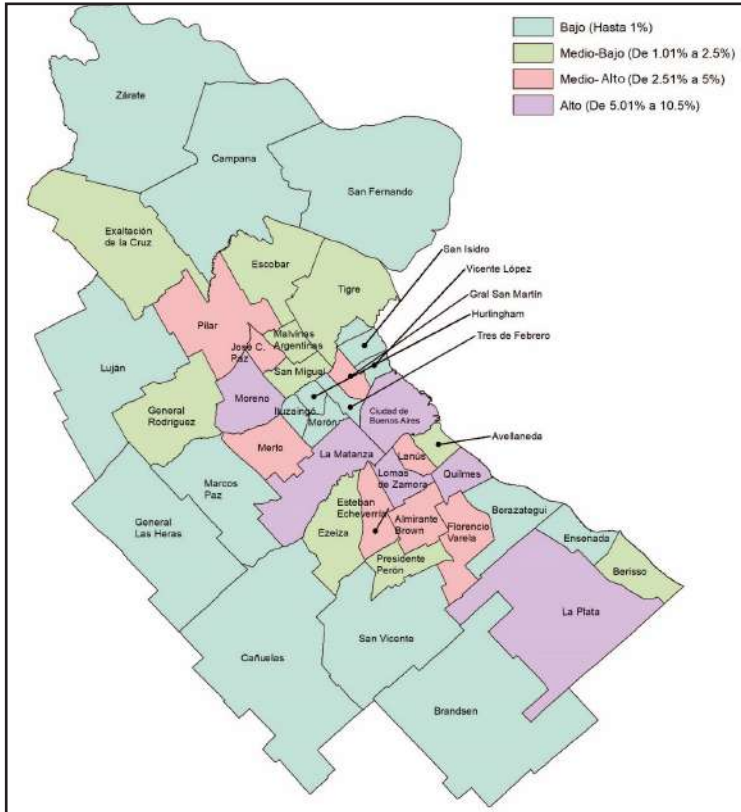 Bajo (Hasta 1%)
Medio-Bajo (De 1.01% a 2.5%)
Medio- Alto (De 2.51% a 5%)
Alto (De 5.01% a 10.5%)
Zárate
Campana
San Fernando
Exaltación
de la Cruz
Escobar
Tigre
San Isidro
Vicente López
Gral San Martín
Hurlingham
Tres de Febrero
Pilar
José C.
Paz
Malvinas
Argentinas
San Miguel
Luján
General
Rodriguez
Moreno
Ituzaingó
Morón
Ciudad de
Buenos Aires
Avellaneda
Merlo
La Matanza
Lanús
Lomas
de Zamora
Quilmes
Marcos
Paz
General
Las Heras
Esteban
Echeverría
Ezeiza
Almirante
Brown
Florencio
Varela
Berazategui
Ensenada
Berisso
Presidente
Perón
La Plata
San Vicente
Cañuelas
Brandsen